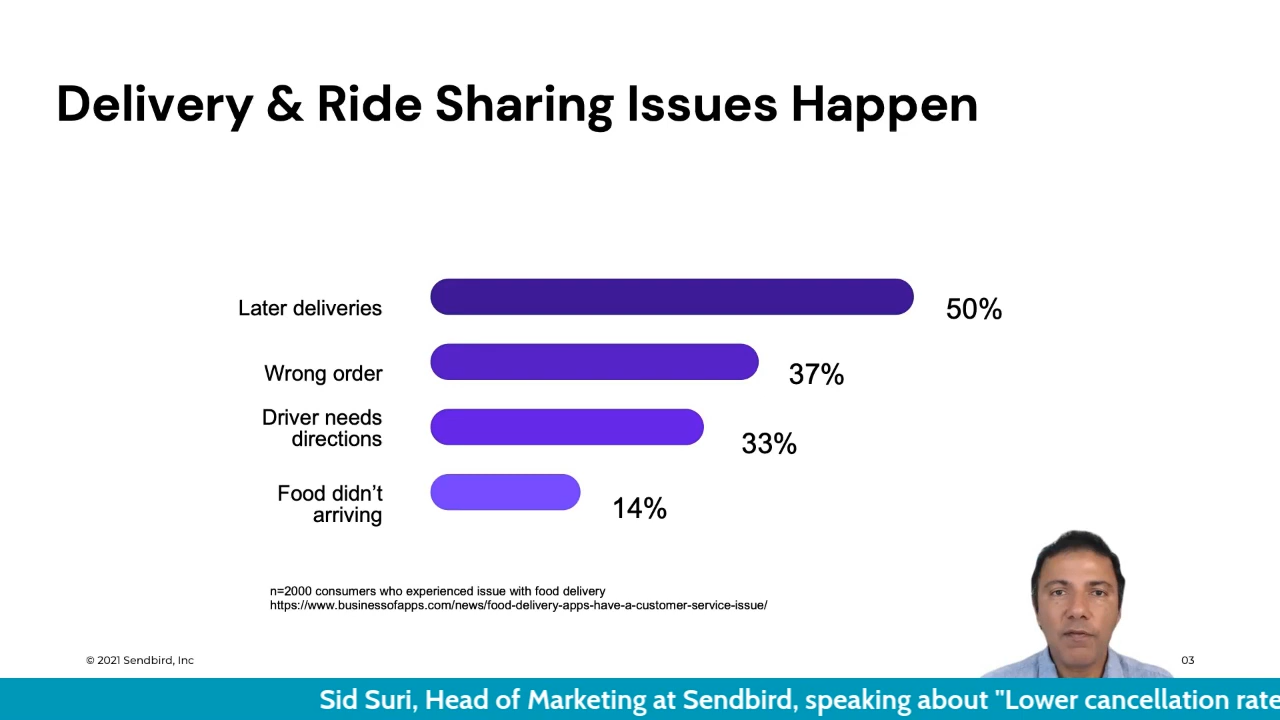 Delivery & Ride Sharing Issues Happen
Later deliveries
50%
Wrong order
37%
Driver needs
directions
33%
Food didn’t
arriving
14%
n=2000 consumers who experienced issue with food delivery
https://www.businessofapps.com/news/food-delivery-apps-have-a-customer-service-issue/
© 2021 Sendbird, Inc
03
Sid Suri, Head of Marketing at Sendbird, speaking about "Lower cancellation rate